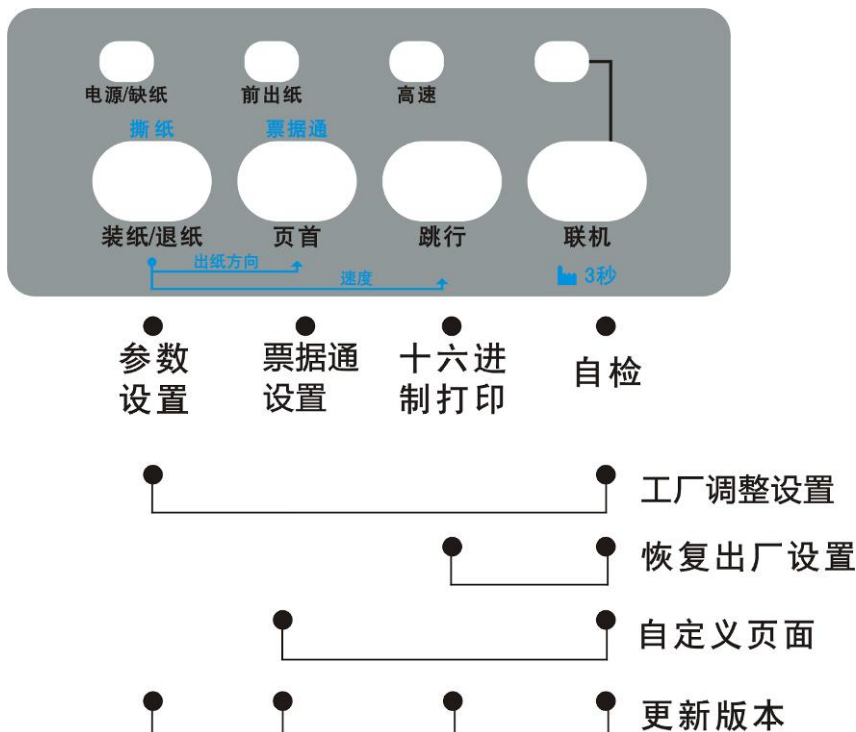 电源/缺纸 前出纸 高速
撕纸 票据通
装纸/退纸 页首 跳行 联机
出纸方向 速度 3秒
参数 票据通 十六进 自检
设置 设置 制打印
工厂调整设置
恢复出厂设置
自定义页面
更新版本